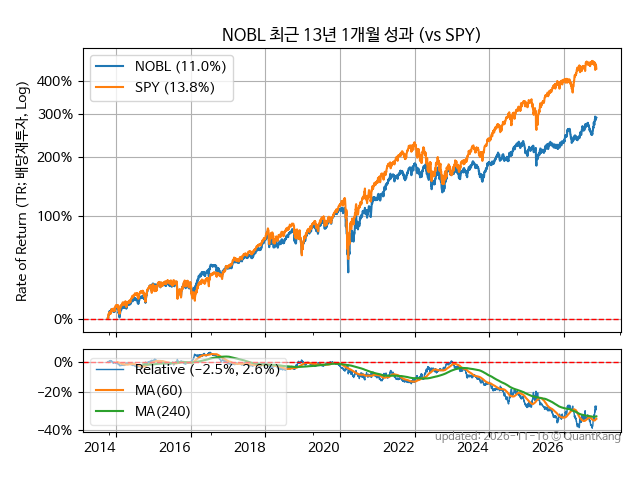 NOBL 최근 13년 1개월 성과 (vs SPY)
NOBL (11.0%)
SPY (13.8%)
400%
300%
200%
100%
0%
Rate of Return (TR: 배당재투자, Log)
Relative (−2.5%, 2.6%)
MA(60)
MA(240)
0%
−20%
−40%
2014 2016 2018 2020 2022 2024 2026
updated: 2026-11-16 © QuantKang